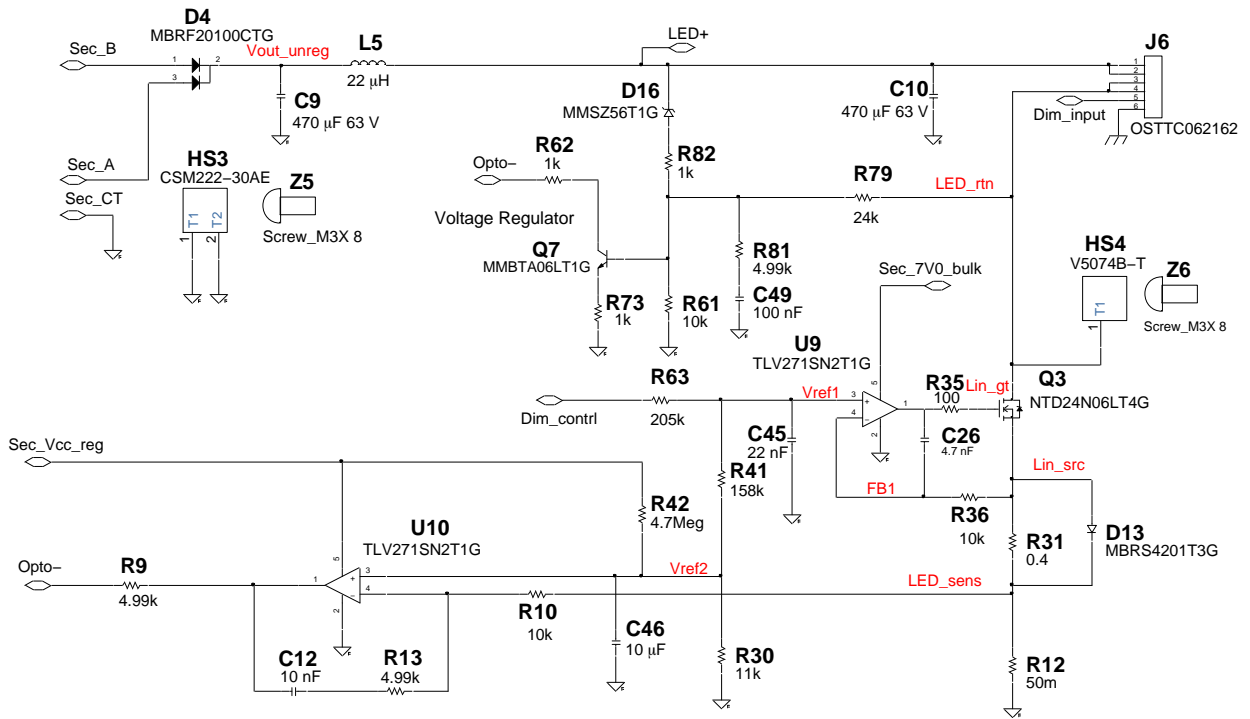 D4
MBRF20100CTG
Sec_B
1
3
2
Vout_unreg
L5
22 µH
LED+
J6
1
2
3
4
5
6
OSTTC062162
Dim_input
C9
470 µF 63 V
D16
MMSZ56T1G
C10
470 µF 63 V
Sec_A
Sec_CT
HS3
CSM222−30AE
T1
T2
1
2
Z5
Screw_M3X 8
R62
1k
Opto−
R82
1k
R79
24k
LED_rtn
Voltage Regulator
Q7
MMBTA06LT1G
R81
4.99k
C49
100 nF
R73
1k
R61
10k
Sec_7V0_bulk
HS4
V5074B−T
T1
1
Z6
Screw_M3X 8
U9
TLV271SN2T1G
R63
205k
Dim_contrl
Vref1
3
4
+
−
5
1
2
R35
100
Lin_gt
Q3
NTD24N06LT4G
C45
22 nF
C26
4.7 nF
Sec_Vcc_reg
R41
158k
FB1
R36
10k
Lin_src
R42
4.7Meg
R31
0.4
D13
MBRS4201T3G
U10
TLV271SN2T1G
5
3
4
+
−
1
2
Vref2
LED_sens
Opto−
R9
4.99k
R10
10k
C46
10 µF
C12
10 nF
R13
4.99k
R30
11k
R12
50m